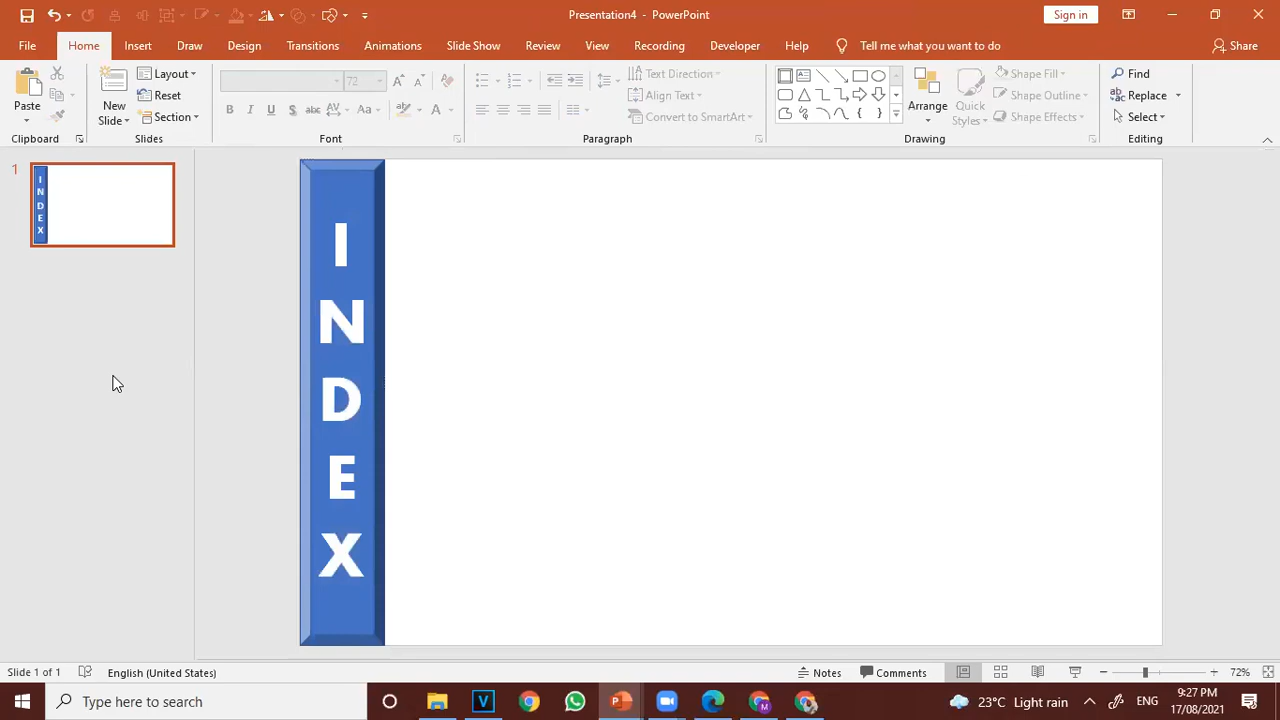 Presentation4 - PowerPoint
Sign in
File Home Insert Draw Design Transitions Animations Slide Show Review View Recording Developer Help Tell me what you want to do Share
Paste
Clipboard
New Slide
Layout
Reset
Section
Slides
72
Font
Text Direction
Align Text
Convert to SmartArt
Paragraph
Arrange
Quick Styles
Shape Fill
Shape Outline
Shape Effects
Drawing
Find
Replace
Select
Editing
1
I
N
D
E
X
I
N
D
E
X
Slide 1 of 1 English (United States) Notes Comments 72%
Type here to search
23°C Light rain ENG
9:27 PM
17/08/2021